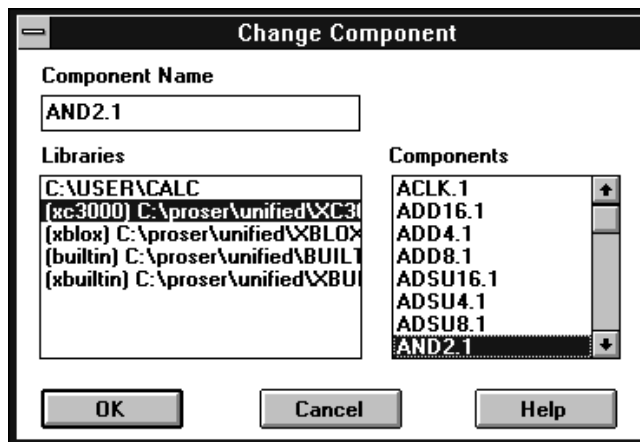 Change Component
Component Name
AND2.1
Libraries
C:\USER\CALC
(xc3000) C:\proser\unified\XC30
(xblox) C:\proser\unified\XBLOX
(builtin) C:\proser\unified\BUILT
(xbuiltin) C:\proser\unified\XBUI
Components
ACLK.1
ADD16.1
ADD4.1
ADD8.1
ADSU16.1
ADSU4.1
ADSU8.1
AND2.1
OK
Cancel
Help